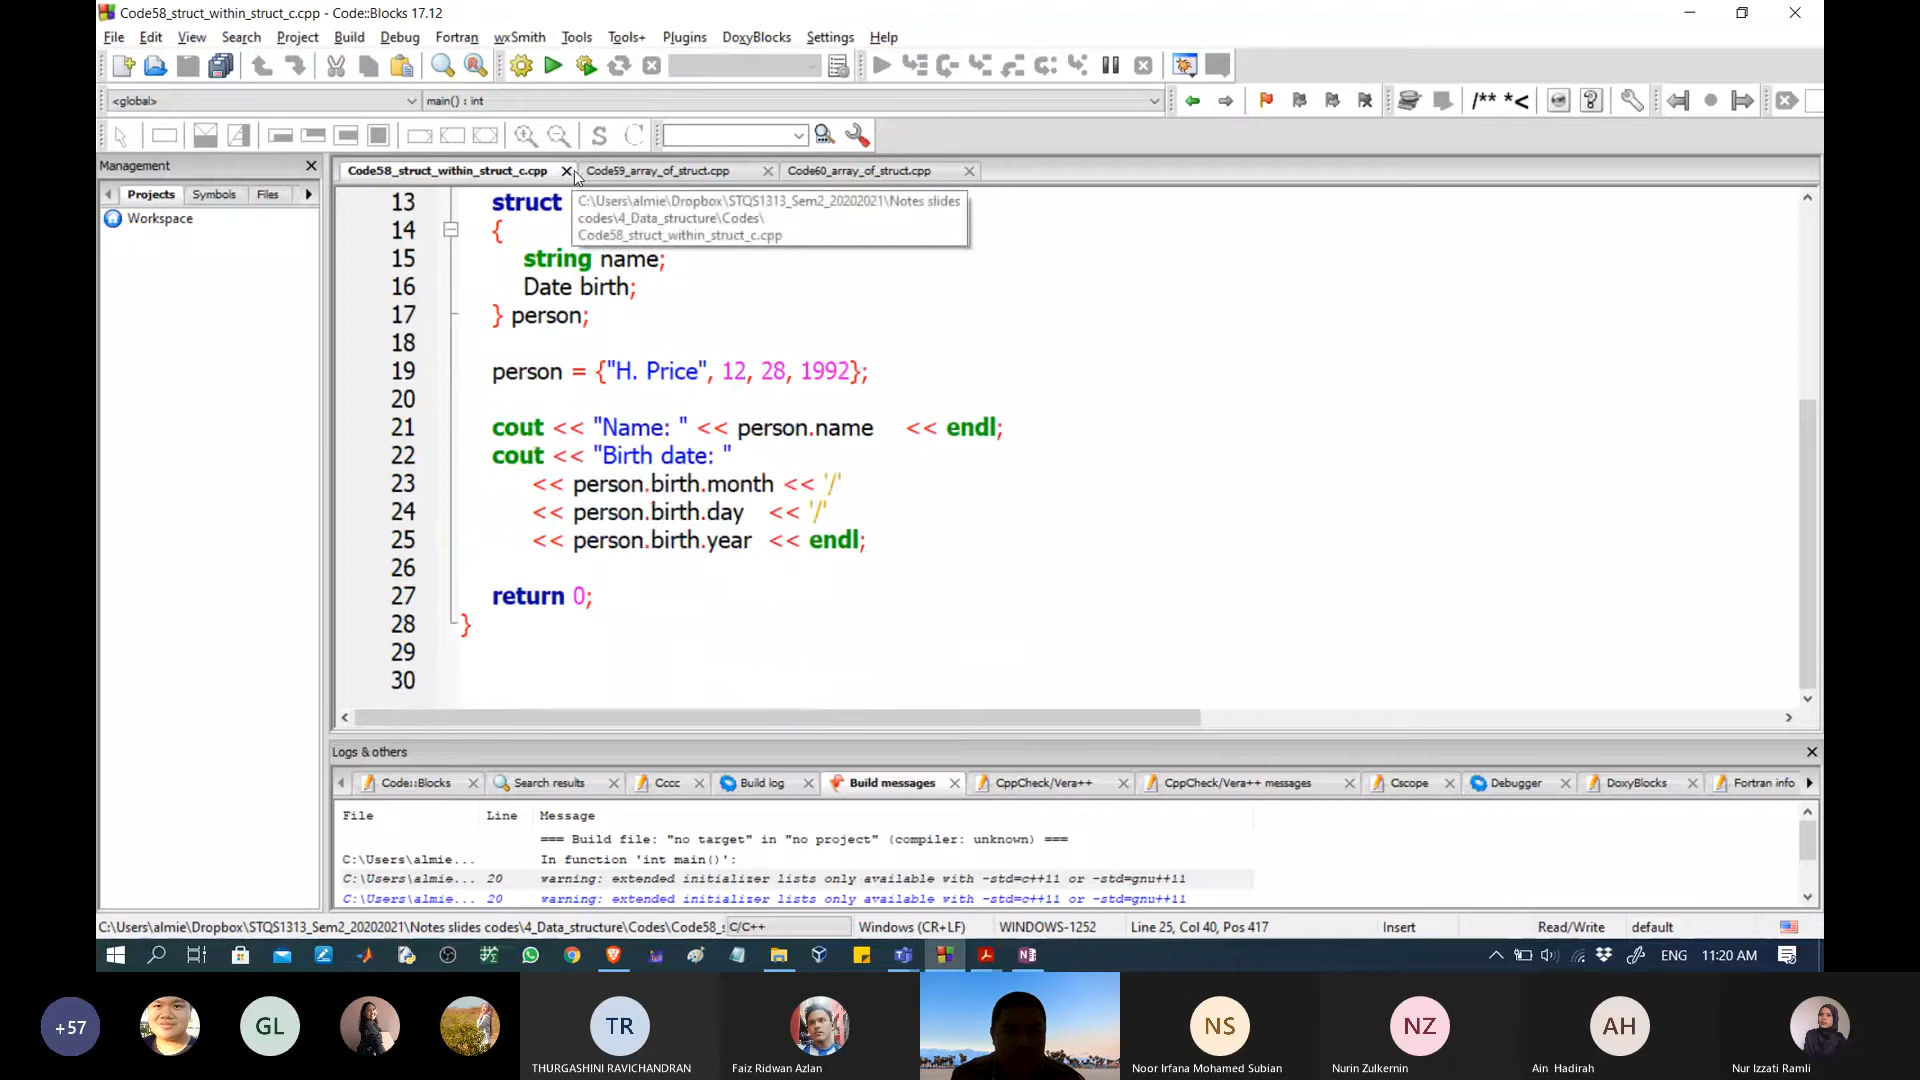 Code58_struct_within_struct_c.cpp - Code::Blocks 17.12
File Edit View Search Project Build Debug Fortran wxSmith Tools Tools+ Plugins DoxyBlocks Settings Help
<global> main() : int
/** *<
S
Management
Projects Symbols Files
Workspace
Code58_struct_within_struct_c.cpp Code59_array_of_struct.cpp Code60_array_of_struct.cpp
C:\Users\almie\Dropbox\STQS1313_Sem2_20202021\Notes slides
codes\4_Data_structure\Codes\
Code58_struct_within_struct_c.cpp
13 struct
14 {
15 string name;
16 Date birth;
17 } person;
18
19 person = {"H. Price", 12, 28, 1992};
20
21 cout << "Name: " << person.name << endl;
22 cout << "Birth date: "
23 << person.birth.month << '/'
24 << person.birth.day << '/'
25 << person.birth.year << endl;
26
27 return 0;
28 }
29
30
Logs & others
Code::Blocks Search results Cccc Build log Build messages CppCheck/Vera++ CppCheck/Vera++ messages Cscope Debugger DoxyBlocks Fortran info
File Line Message
=== Build file: "no target" in "no project" (compiler: unknown) ===
C:\Users\almie... In function 'int main()':
C:\Users\almie... 20 warning: extended initializer lists only available with -std=c++11 or -std=gnu++11
C:\Users\almie... 20 warning: extended initializer lists only available with -std=c++11 or -std=gnu++11
C:\Users\almie\Dropbox\STQS1313_Sem2_20202021\Notes slides codes\4_Data_structure\Codes\Code58_s C/C++ Windows (CR+LF) WINDOWS-1252 Line 25, Col 40, Pos 417 Insert Read/Write default
ENG 11:20 AM
+57 GL TR NS NZ AH
THURGASHINI RAVICHANDRAN Faiz Ridwan Azlan Noor Irfana Mohamed Subian Nurin Zulkernin Ain Hadirah Nur Izzati Ramli